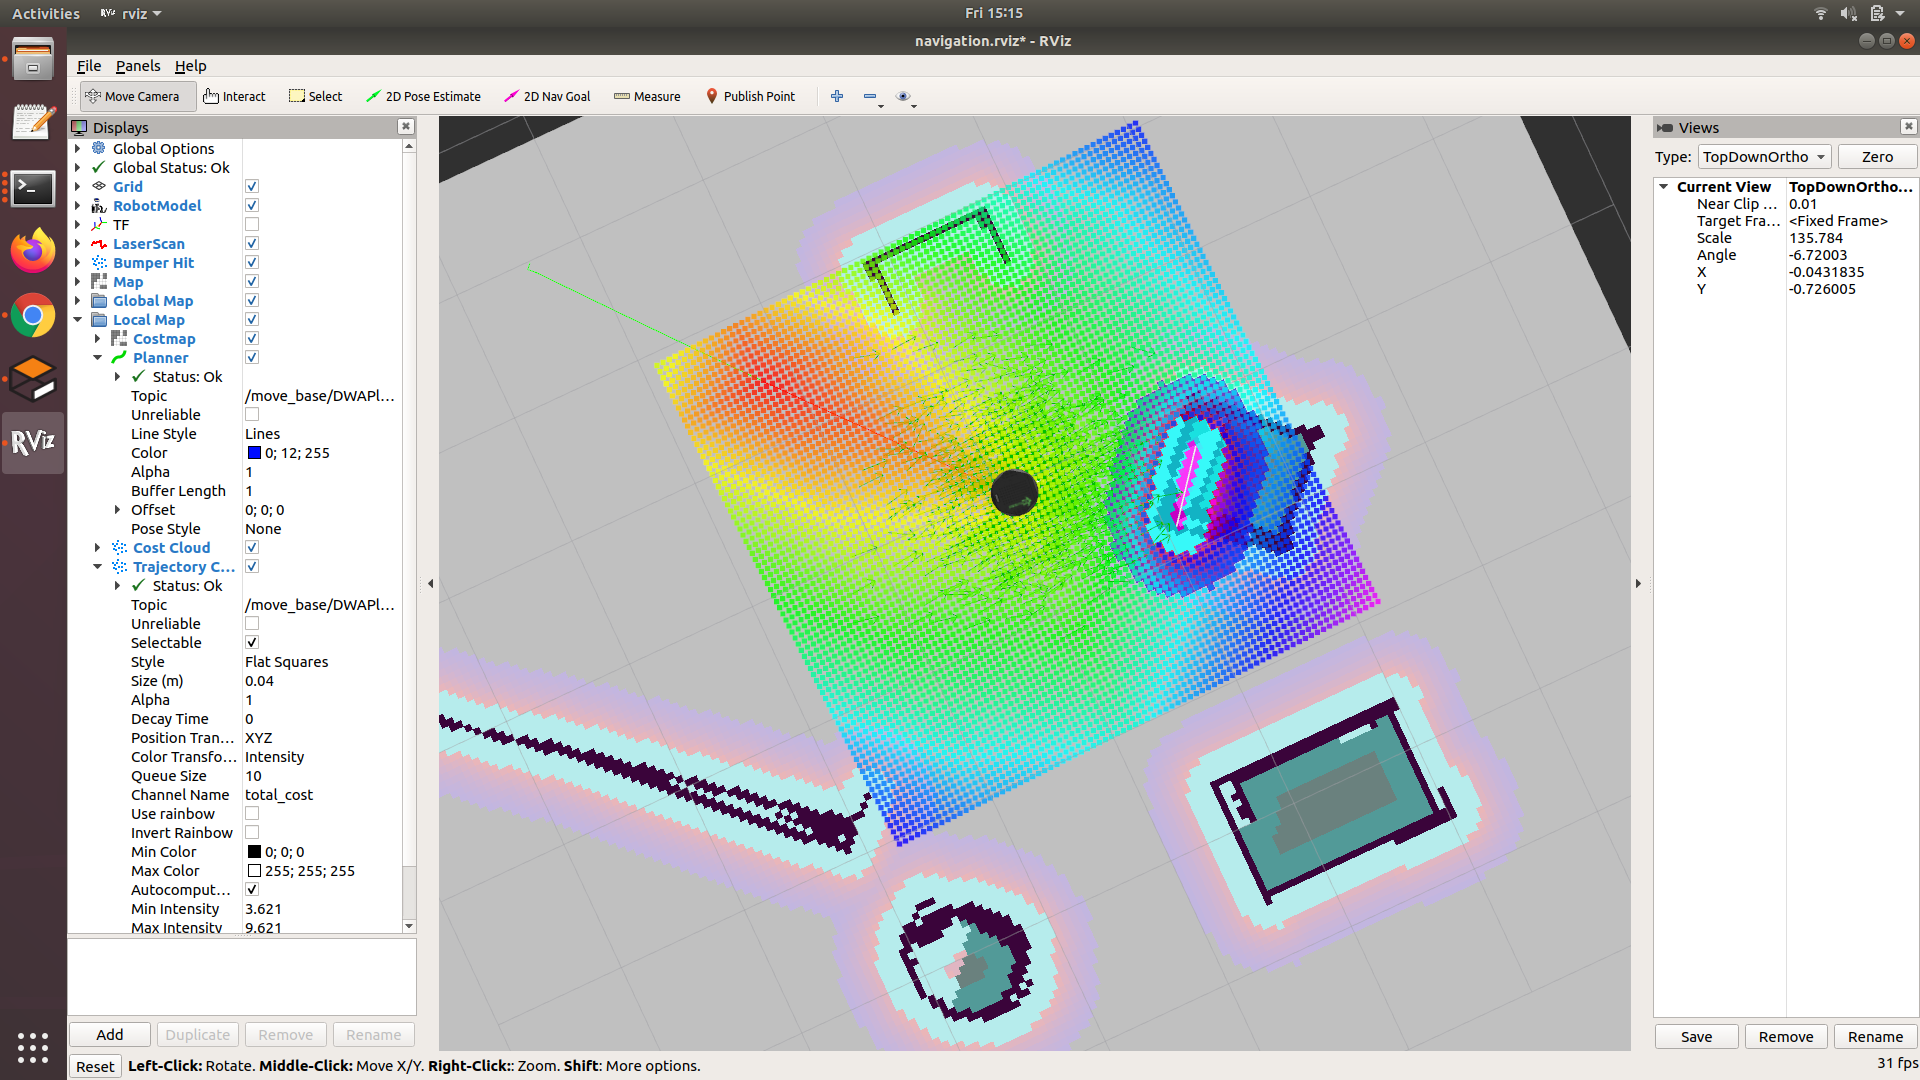 Activities
RViz rviz
Fri 15:15
navigation.rviz* - RViz
File Panels Help
Move Camera Interact Select 2D Pose Estimate 2D Nav Goal Measure Publish Point
Displays
Global Options
Global Status: Ok
Grid
RobotModel
TF
LaserScan
Bumper Hit
Map
Global Map
Local Map
Costmap
Planner
Status: Ok
Topic /move_base/DWAPl...
Unreliable
Line Style Lines
Color 0; 12; 255
Alpha 1
Buffer Length 1
Offset 0; 0; 0
Pose Style None
Cost Cloud
Trajectory C...
Status: Ok
Topic /move_base/DWAPl...
Unreliable
Selectable
Style Flat Squares
Size (m) 0.04
Alpha 1
Decay Time 0
Position Tran... XYZ
Color Transfo... Intensity
Queue Size 10
Channel Name total_cost
Use rainbow
Invert Rainbow
Min Color 0; 0; 0
Max Color 255; 255; 255
Autocomput...
Min Intensity 3.621
Max Intensity 9.621
Add Duplicate Remove Rename
Reset Left-Click: Rotate. Middle-Click: Move X/Y. Right-Click:: Zoom. Shift: More options.
RViz
Views
Type: TopDownOrtho Zero
Current View TopDownOrtho...
Near Clip ... 0.01
Target Fra... <Fixed Frame>
Scale 135.784
Angle -6.72003
X -0.0431835
Y -0.726005
Save Remove Rename
31 fps